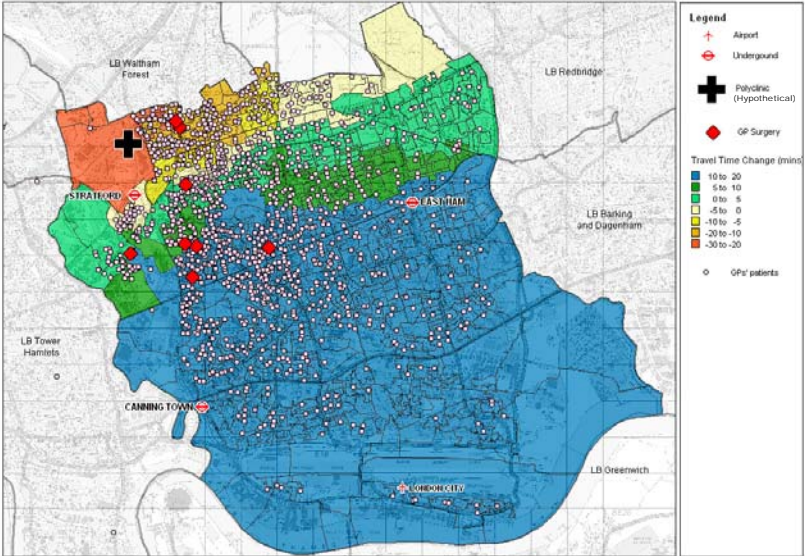 LB Waltham
Forest
LB Redbridge
STRATFORD
EAST HAM
LB Barking
and Dagenham
LB Tower
Hamlets
CANNING TOWN
LB Greenwich
LONDON CITY
Legend
Airport
Undergound
Polyclinic
(Hypothetical)
GP Surgery
Travel Time Change (mins)
10 to 20
5 to 10
0 to 5
-5 to 0
-10 to -5
-20 to -10
-30 to -20
GPs' patients